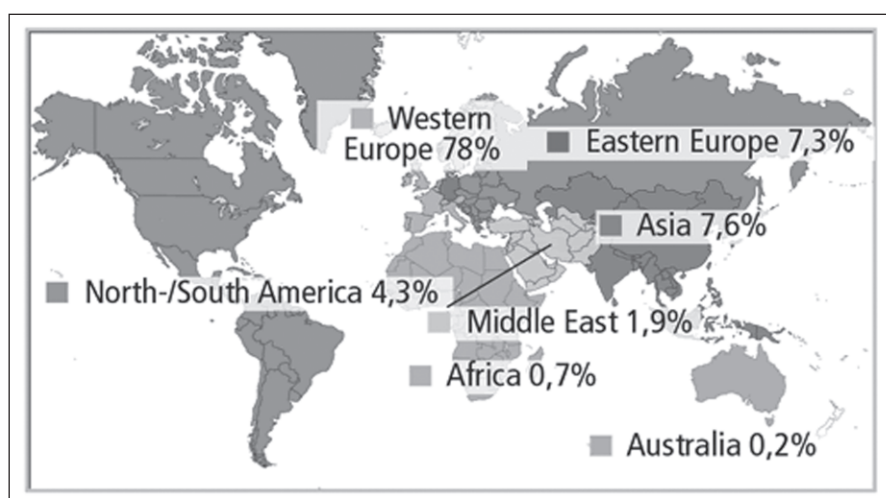 Western
Europe 78%
Eastern Europe 7,3%
Asia 7,6%
North-/South America 4,3%
Middle East 1,9%
Africa 0,7%
Australia 0,2%